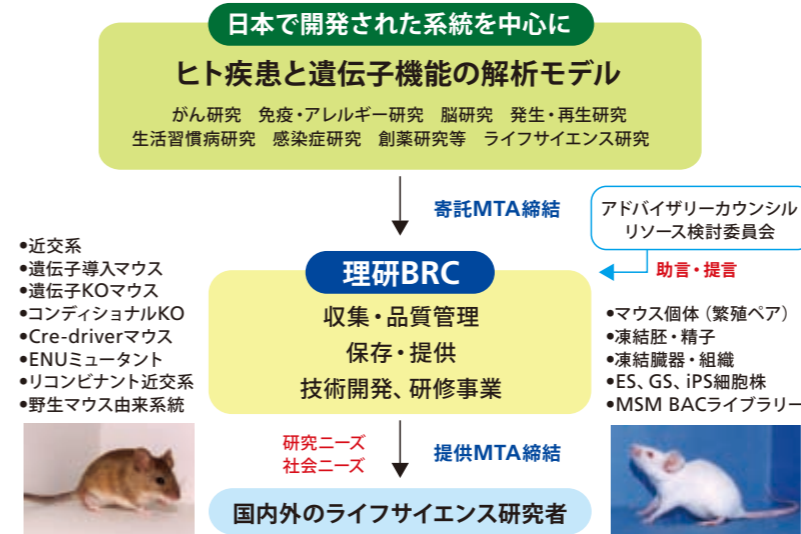 日本で開発された系統を中心に
ヒト疾患と遺伝子機能の解析モデル
がん研究 免疫・アレルギー研究 脳研究 発生・再生研究
生活習慣病研究 感染症研究 創薬研究等 ライフサイエンス研究
寄託MTA締結
アドバイザリーカウンシル
リソース検討委員会
助言・提言
●近交系
●遺伝子導入マウス
●遺伝子KOマウス
●コンディショナルKO
●Cre-driverマウス
●ENUミュータント
●リコンビナント近交系
●野生マウス由来系統
理研BRC
収集・品質管理
保存・提供
技術開発、研修事業
●マウス個体（繁殖ペア）
●凍結胚・精子
●凍結臓器・組織
●ES、GS、iPS細胞株
●MSM BACライブラリー
研究ニーズ
社会ニーズ
提供MTA締結
国内外のライフサイエンス研究者